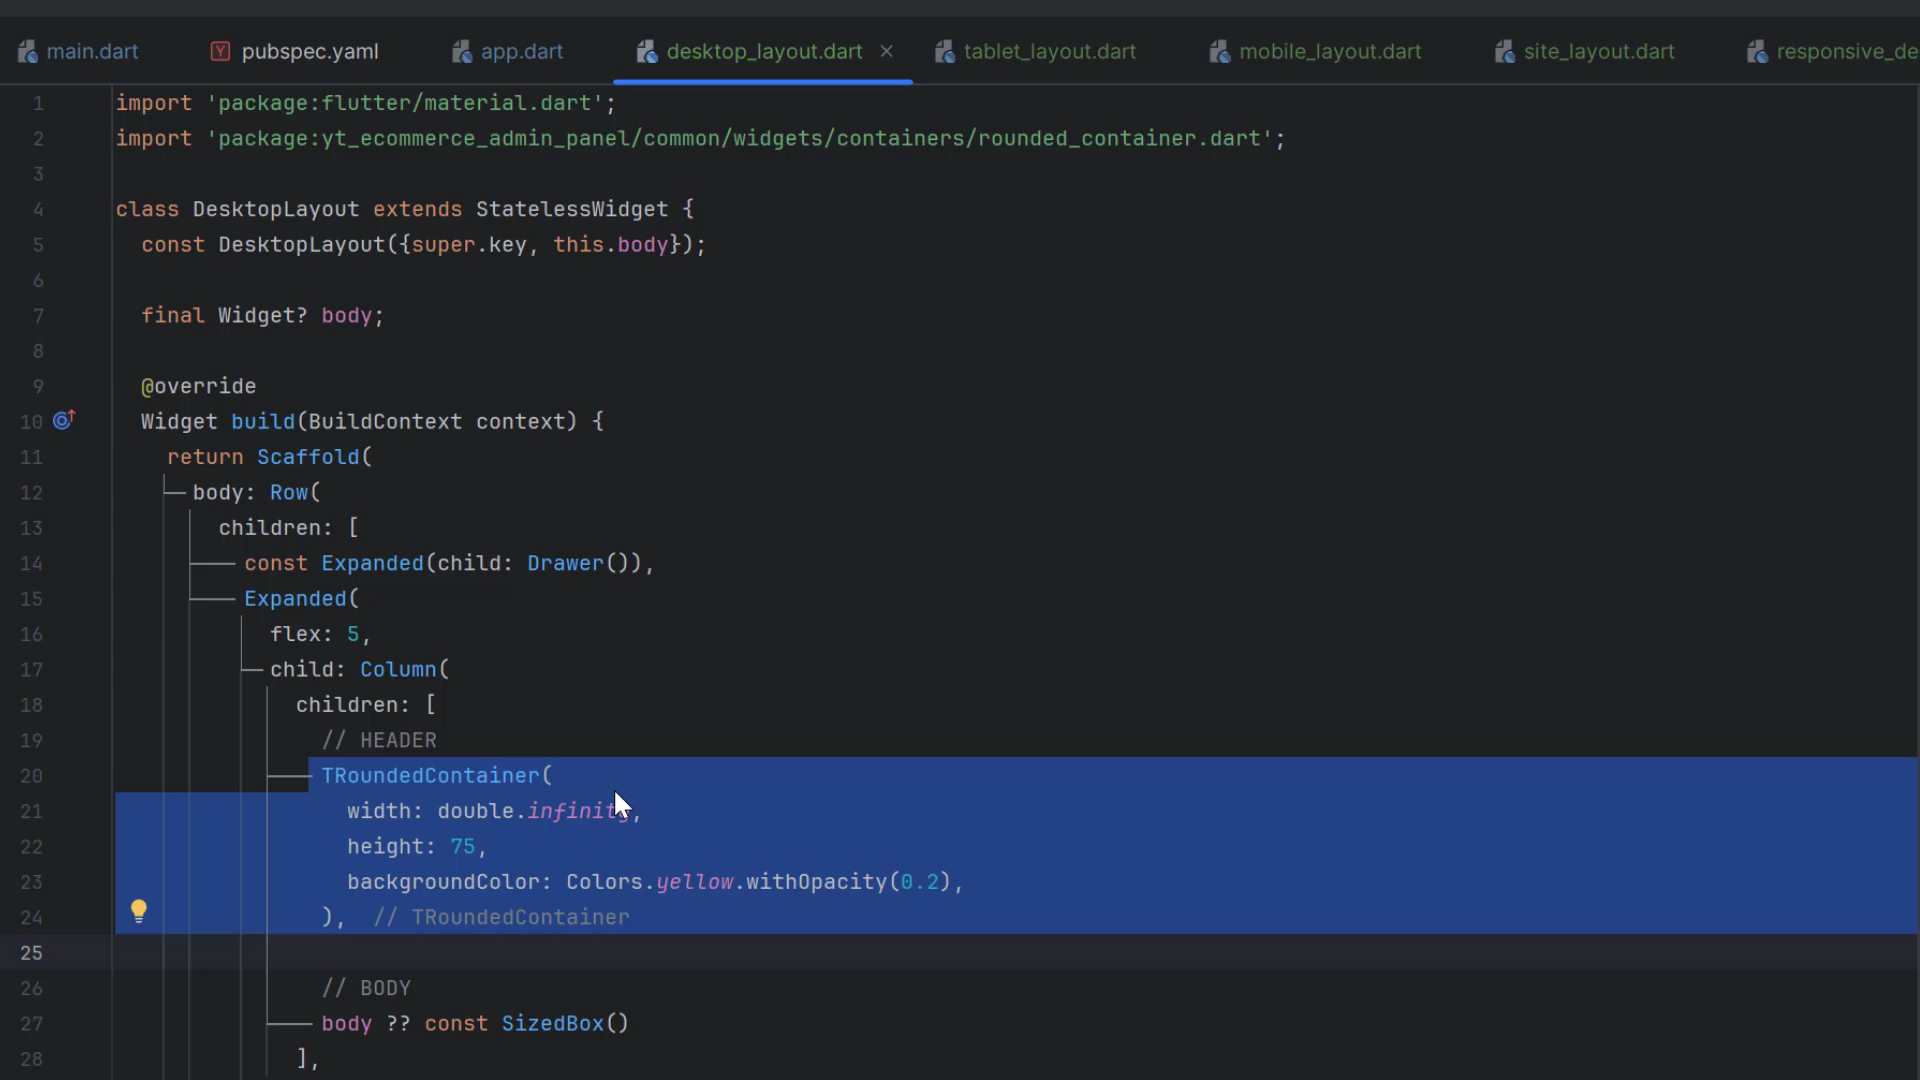 main.dart pubspec.yaml app.dart desktop_layout.dart tablet_layout.dart mobile_layout.dart site_layout.dart responsive_de
1 import 'package:flutter/material.dart';
2 import 'package:yt_ecommerce_admin_panel/common/widgets/containers/rounded_container.dart';
3
4 class DesktopLayout extends StatelessWidget {
5 const DesktopLayout({super.key, this.body});
6
7 final Widget? body;
8
9 @override
10 Widget build(BuildContext context) {
11 return Scaffold(
12 body: Row(
13 children: [
14 const Expanded(child: Drawer()),
15 Expanded(
16 flex: 5,
17 child: Column(
18 children: [
19 // HEADER
20 TRoundedContainer(
21 width: double.infinity,
22 height: 75,
23 backgroundColor: Colors.yellow.withOpacity(0.2),
24 ), // TRoundedContainer
25
26 // BODY
27 body ?? const SizedBox()
28 ],